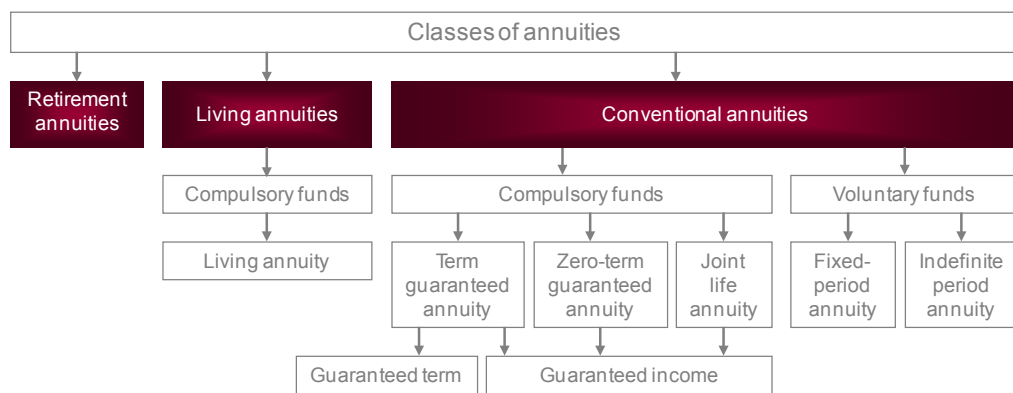 Classes of annuities
Retirement
annuities
Living annuities
Conventional annuities
Compulsory funds
Compulsory funds
Voluntary funds
Living annuity
Term
guaranteed
annuity
Zero-term
guaranteed
annuity
Joint
life
annuity
Fixed-
period
annuity
Indefinite
period
annuity
Guaranteed term
Guaranteed income